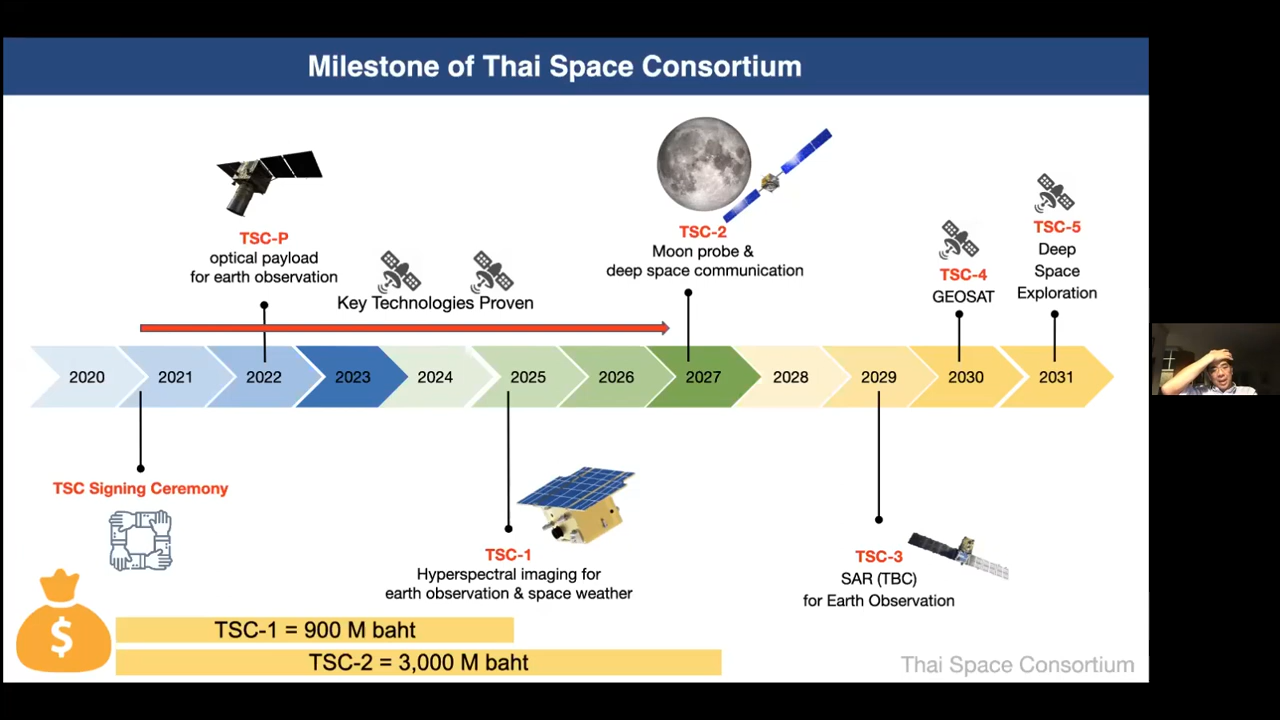 Milestone of Thai Space Consortium
TSC-P
optical payload
for earth observation
Key Technologies Proven
TSC-2
Moon probe &
deep space communication
TSC-4
GEOSAT
TSC-5
Deep
Space
Exploration
2020 2021 2022 2023 2024 2025 2026 2027 2028 2029 2030 2031
TSC Signing Ceremony
TSC-1
Hyperspectral imaging for
earth observation & space weather
TSC-3
SAR (TBC)
for Earth Observation
$
TSC-1 = 900 M baht
TSC-2 = 3,000 M baht
Thai Space Consortium